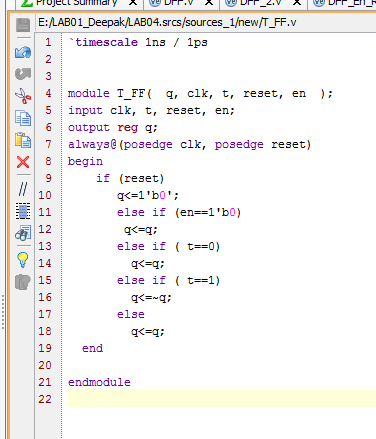 Project Summary × DFF.v × DFF_2.v × DFF_En_R
E:/LAB01_Deepak/LAB04.srcs/sources_1/new/T_FF.v
1 `timescale 1ns / 1ps
2
3
4 module T_FF(  q, clk, t, reset, en  );
5 input clk, t, reset, en;
6 output reg q;
7 always@(posedge clk, posedge reset)
8 begin
9     if (reset)
10        q<=1'b0';
11        else if (en==1'b0)
12         q<=q;
13        else if ( t==0)
14          q<=q;
15        else if ( t==1)
16          q<=~q;
17        else
18          q<=q;
19   end
20
21 endmodule
22